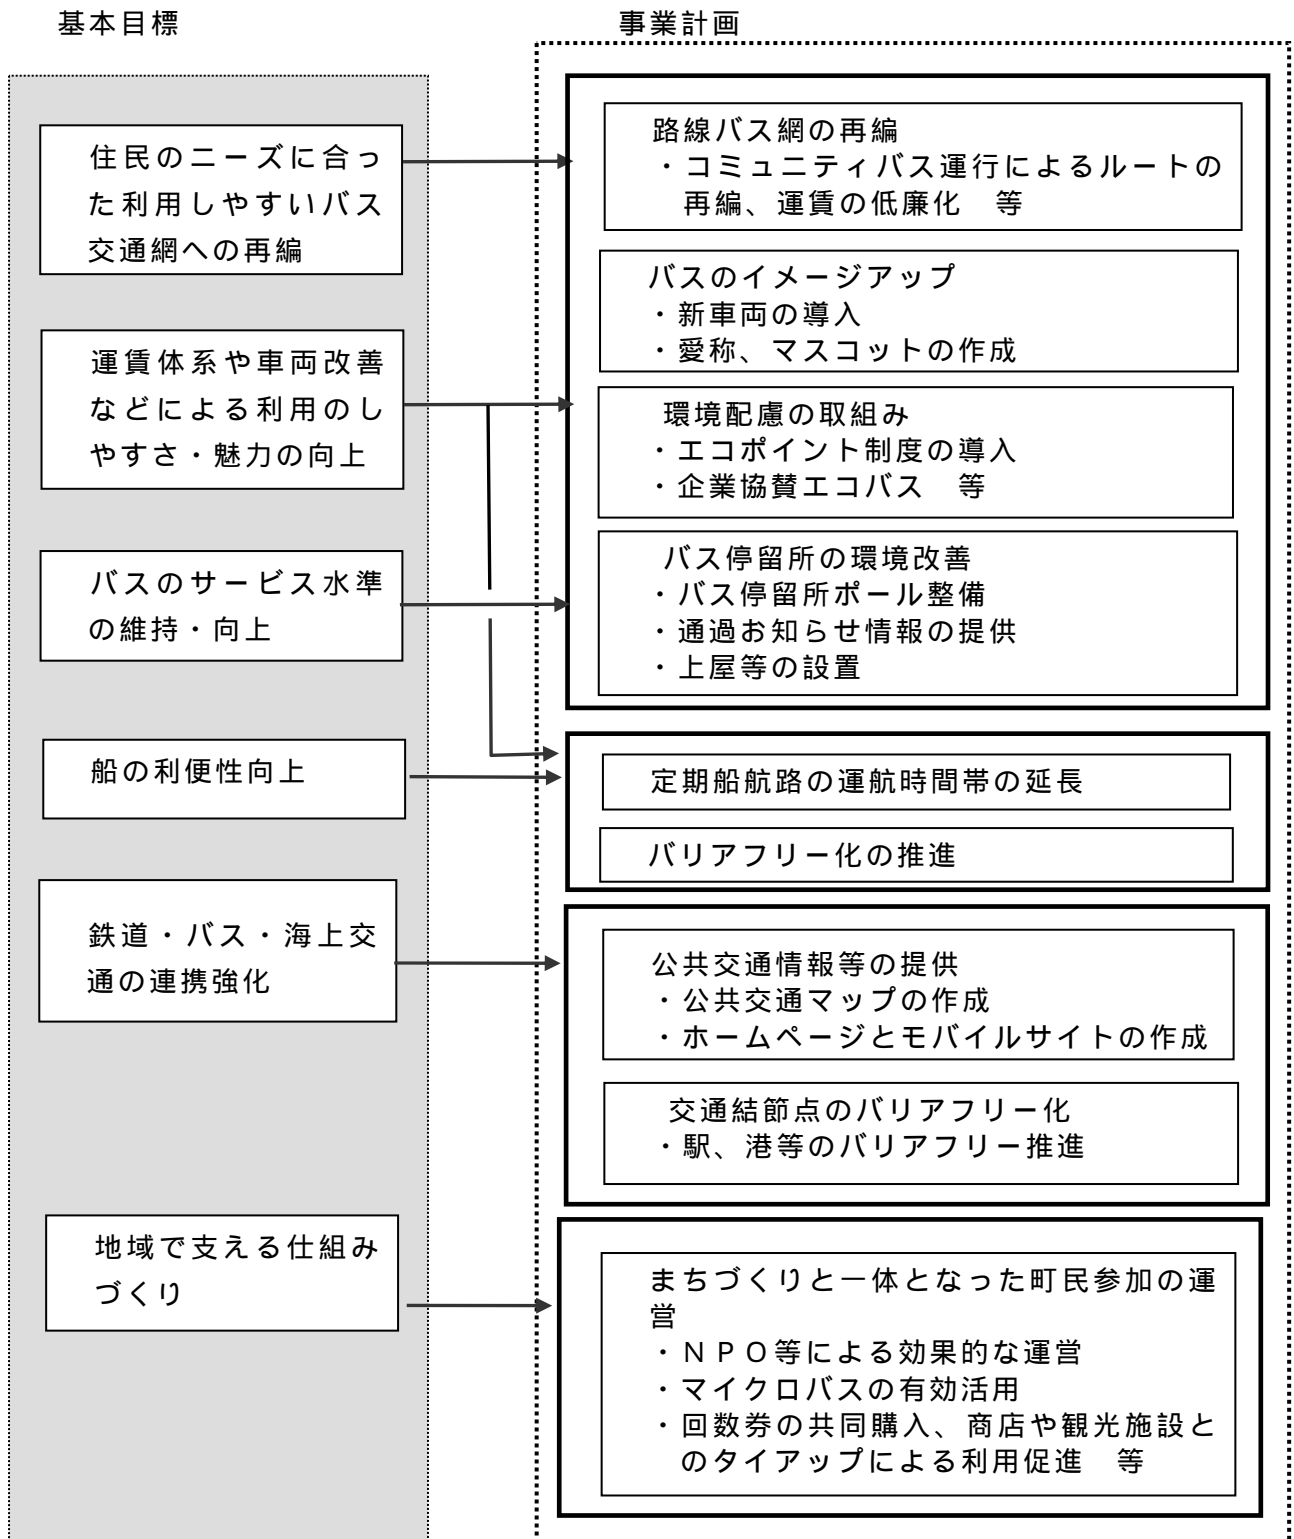 基本目標
事業計画
住民のニーズに合っ
た利用しやすいバス
交通網への再編
運賃体系や車両改善
などによる利用のし
やすさ・魅力の向上
バスのサービス水準
の維持・向上
船の利便性向上
鉄道・バス・海上交
通の連携強化
地域で支える仕組み
づくり
路線バス網の再編
・コミュニティバス運行によるルートの
再編、運賃の低廉化　等
バスのイメージアップ
・新車両の導入
・愛称、マスコットの作成
環境配慮の取組み
・エコポイント制度の導入
・企業協賛エコバス　等
バス停留所の環境改善
・バス停留所ポール整備
・通過お知らせ情報の提供
・上屋等の設置
定期船航路の運航時間帯の延長
バリアフリー化の推進
公共交通情報等の提供
・公共交通マップの作成
・ホームページとモバイルサイトの作成
交通結節点のバリアフリー化
・駅、港等のバリアフリー推進
まちづくりと一体となった町民参加の運
営
・ＮＰＯ等による効果的な運営
・マイクロバスの有効活用
・回数券の共同購入、商店や観光施設と
のタイアップによる利用促進　等